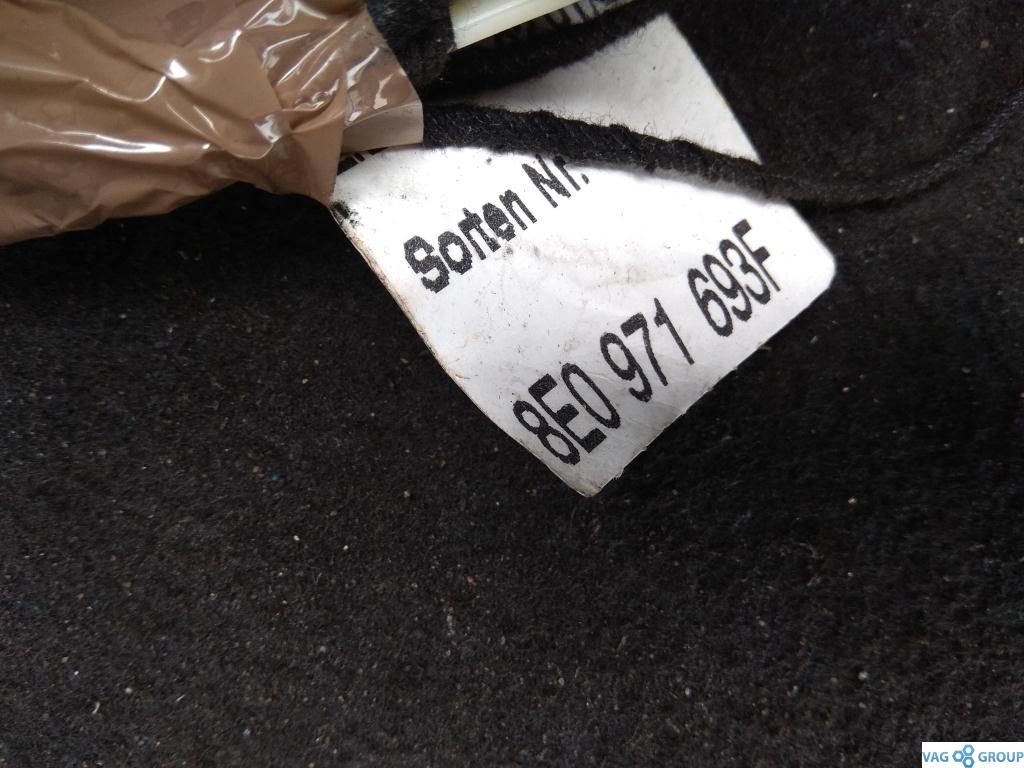 Sorten Nr.
8E0 971 693F
VAG GROUP